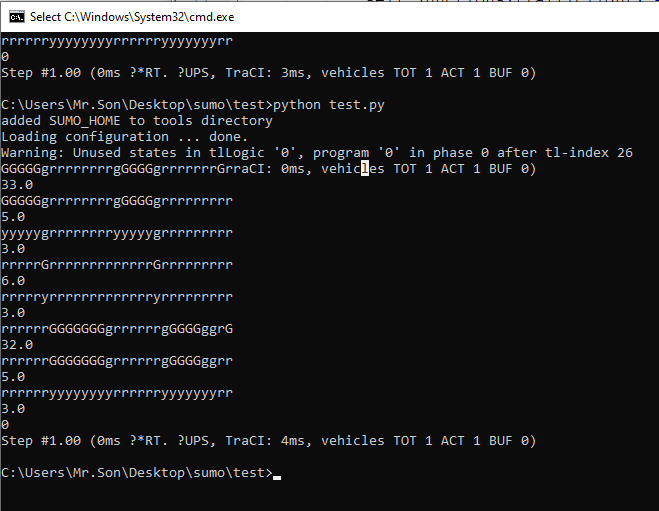 Select C:\Windows\System32\cmd.exe
rrrrrryyyyyyyyrrrrrryyyyyyyrr
0
Step #1.00 (0ms ?*RT. ?UPS, TraCI: 3ms, vehicles TOT 1 ACT 1 BUF 0)
C:\Users\Mr.Son\Desktop\sumo\test>python test.py
added SUMO_HOME to tools directory
Loading configuration ... done.
Warning: Unused states in tlLogic '0', program '0' in phase 0 after tl-index 26
GGGGGgrrrrrrrrgGGGGgrrrrrrrGrraCI: 0ms, vehicles TOT 1 ACT 1 BUF 0)
33.0
GGGGGgrrrrrrrrgGGGGgrrrrrrrrr
5.0
yyyyygrrrrrrrryyyyygrrrrrrrrr
3.0
rrrrrGrrrrrrrrrrrrrGrrrrrrrrr
6.0
rrrrryrrrrrrrrrrrrryrrrrrrrrr
3.0
rrrrrrGGGGGGGgrrrrrrgGGGGggrG
32.0
rrrrrrGGGGGGGgrrrrrrgGGGGggrr
5.0
rrrrrryyyyyyyyrrrrrryyyyyyyrr
3.0
0
Step #1.00 (0ms ?*RT. ?UPS, TraCI: 4ms, vehicles TOT 1 ACT 1 BUF 0)
C:\Users\Mr.Son\Desktop\sumo\test>